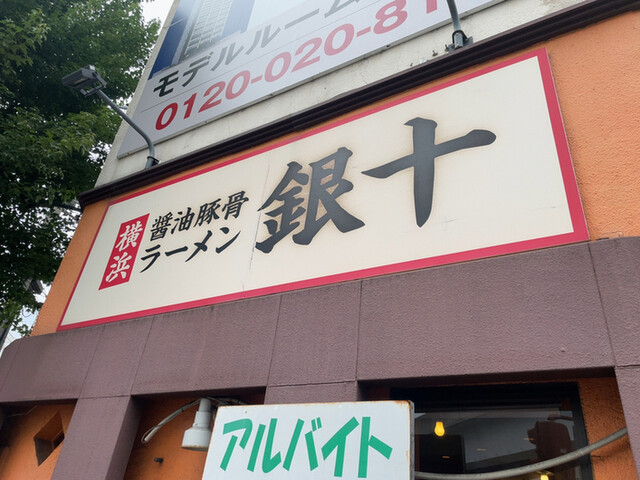 モデルルーム
0120-020-81
横浜
醤油豚骨
ラーメン
銀十
アルバイト